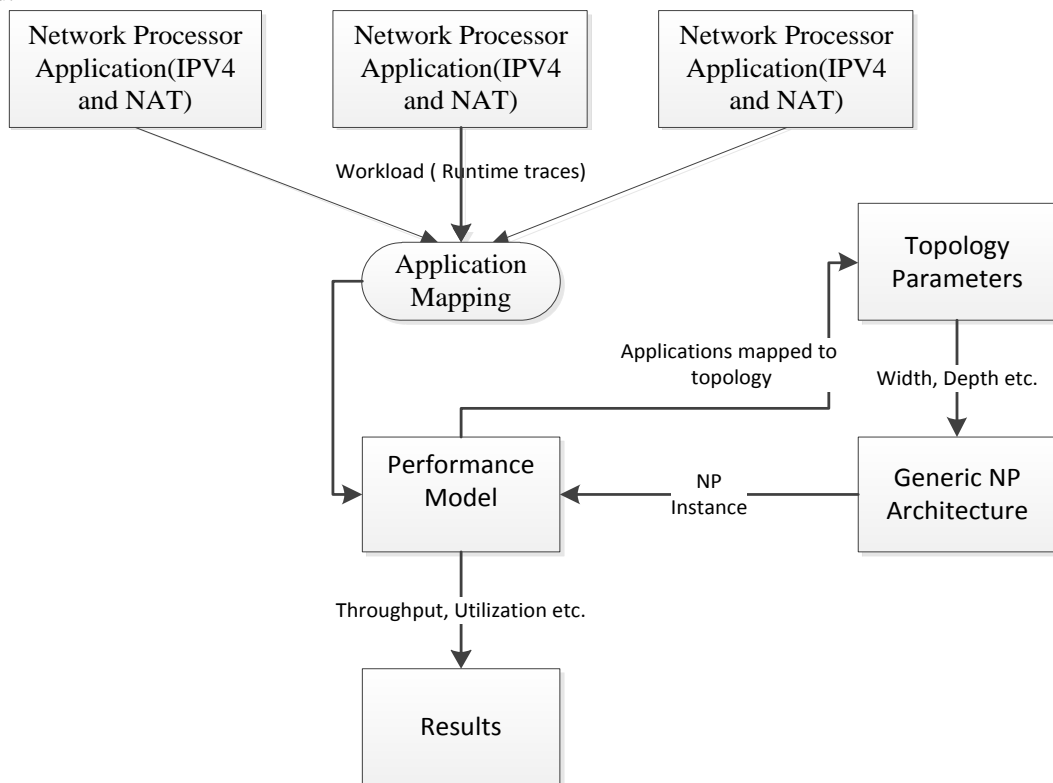 Network Processor
Application(IPV4
and NAT)
Network Processor
Application(IPV4
and NAT)
Network Processor
Application(IPV4
and NAT)
Workload ( Runtime traces)
Application
Mapping
Topology
Parameters
Applications mapped to
topology
Width, Depth etc.
Performance
Model
NP
Instance
Generic NP
Architecture
Throughput, Utilization etc.
Results